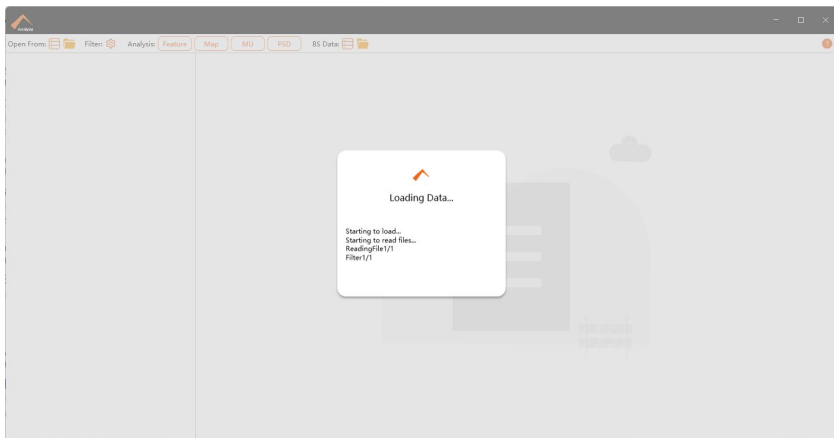 Open From: Filter: Analysis: Feature Map MU PSD BS Data: ?
Loading Data...
Starting to load...
Starting to read files...
ReadingFile1/1
Filter1/1